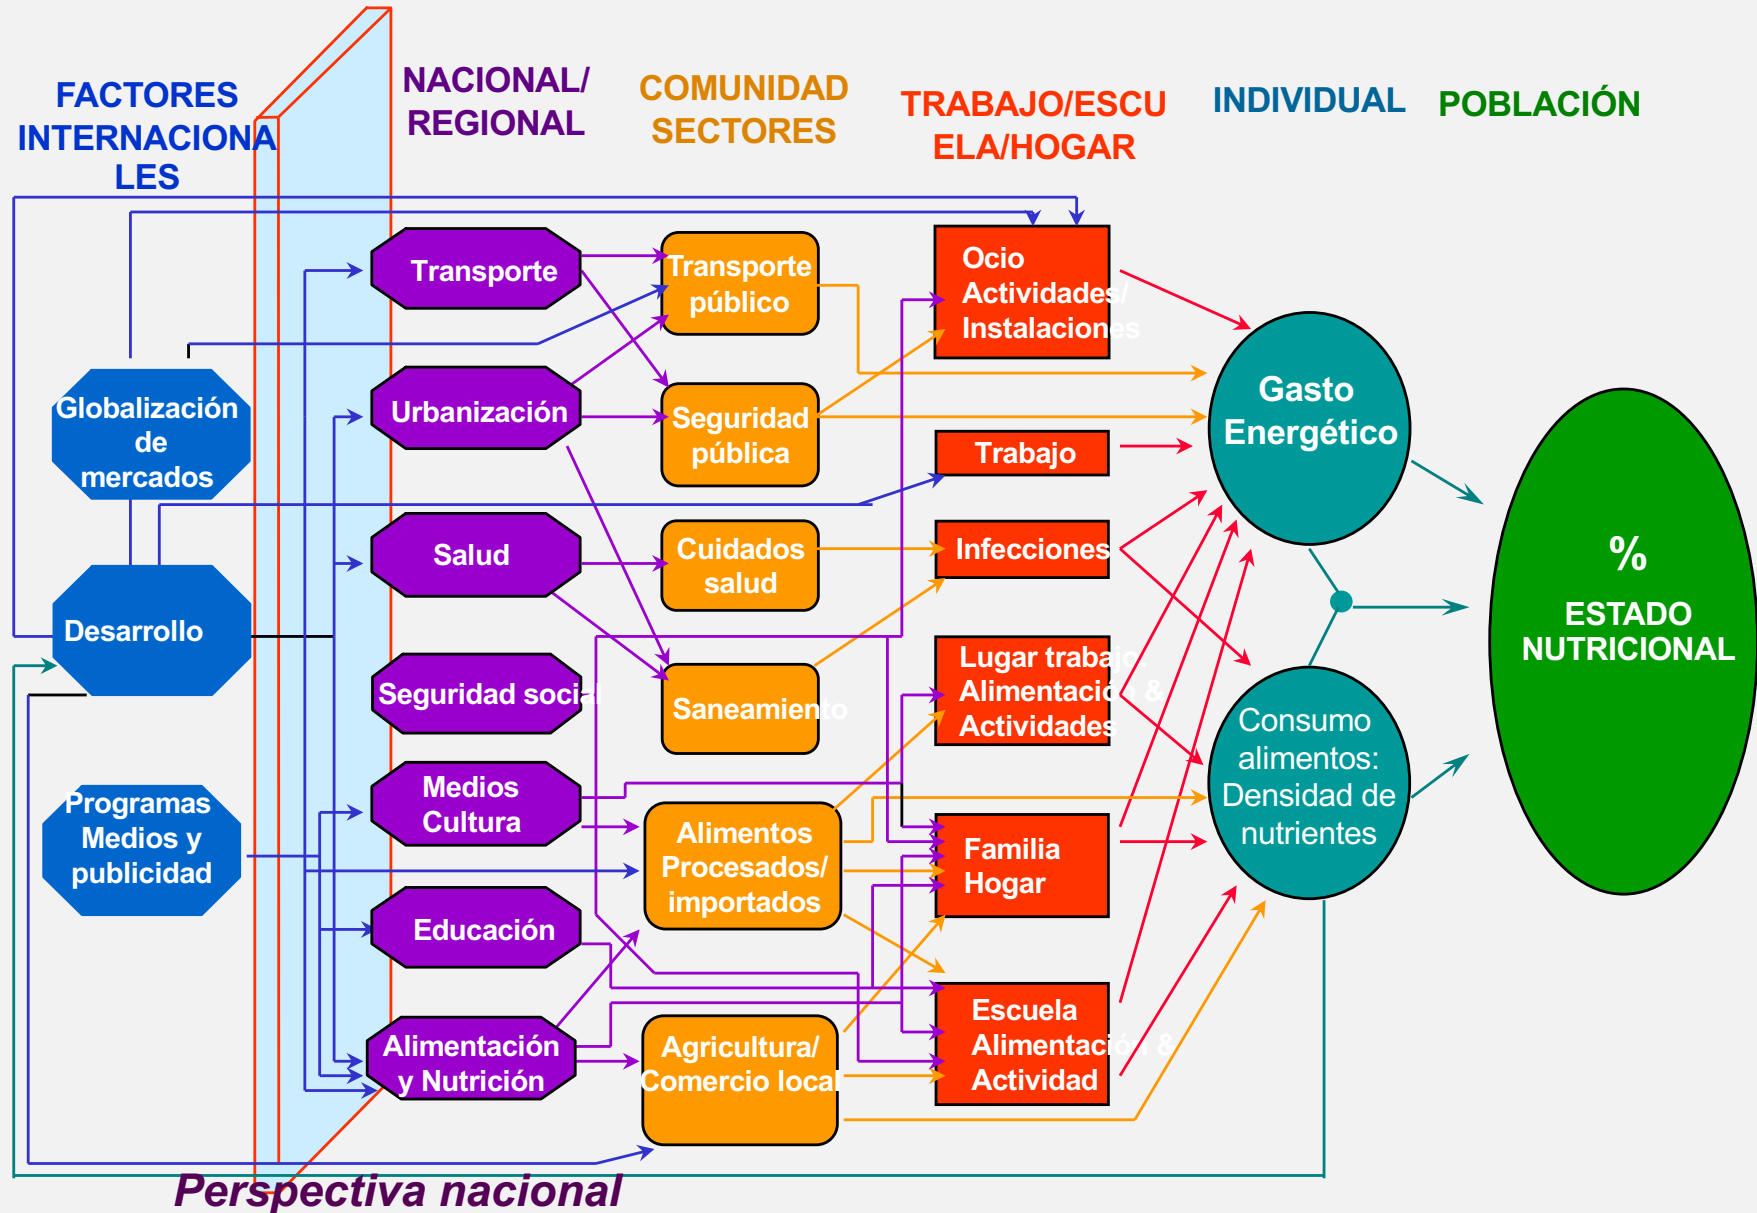 FACTORES
INTERNACIONA
LES
NACIONAL/
REGIONAL
COMUNIDAD
SECTORES
TRABAJO/ESCU
ELA/HOGAR
INDIVIDUAL
POBLACIÓN
Globalización
de
mercados
Desarrollo
Programas
Medios y
publicidad
Transporte
Urbanización
Salud
Seguridad social
Medios
Cultura
Educación
Alimentación
y Nutrición
Transporte
público
Seguridad
pública
Cuidados
salud
Saneamiento
Alimentos
Procesados/
importados
Agricultura/
Comercio local
Ocio
Actividades/
Instalaciones
Trabajo
Infecciones
Lugar trabajo:
Alimentación &
Actividades
Familia
Hogar
Escuela
Alimentación &
Actividad
Gasto
Energético
Consumo
alimentos:
Densidad de
nutrientes
%
ESTADO
NUTRICIONAL
Perspectiva nacional